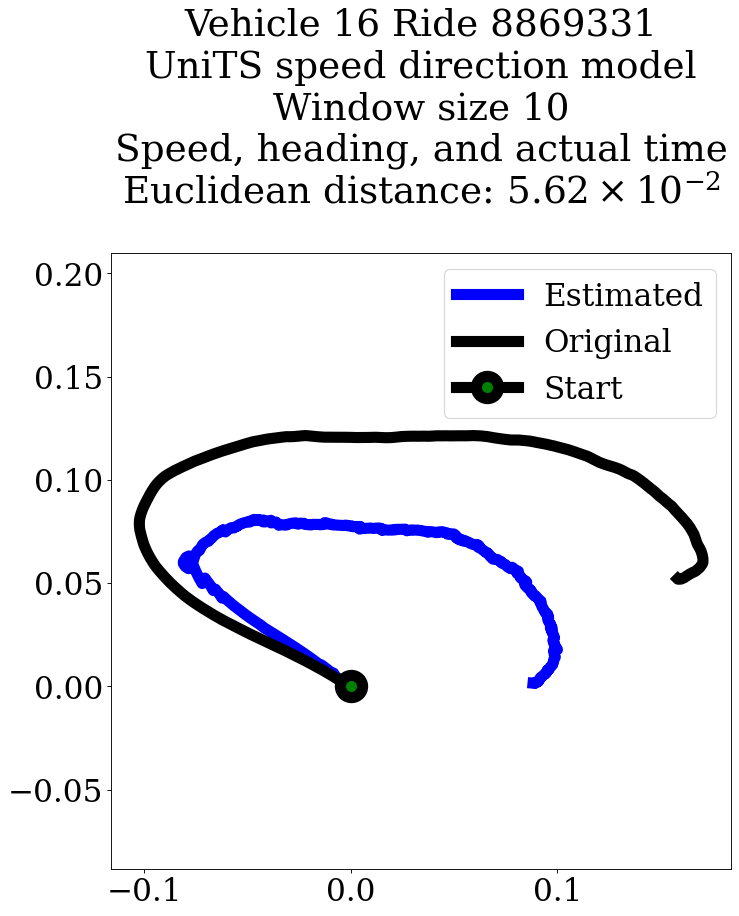 Vehicle 16 Ride 8869331
UniTS speed direction model
Window size 10
Speed, heading, and actual time
Euclidean distance: 5.62 × 10⁻²
Estimated
Original
Start
0.20
0.15
0.10
0.05
0.00
−0.05
−0.1
0.0
0.1